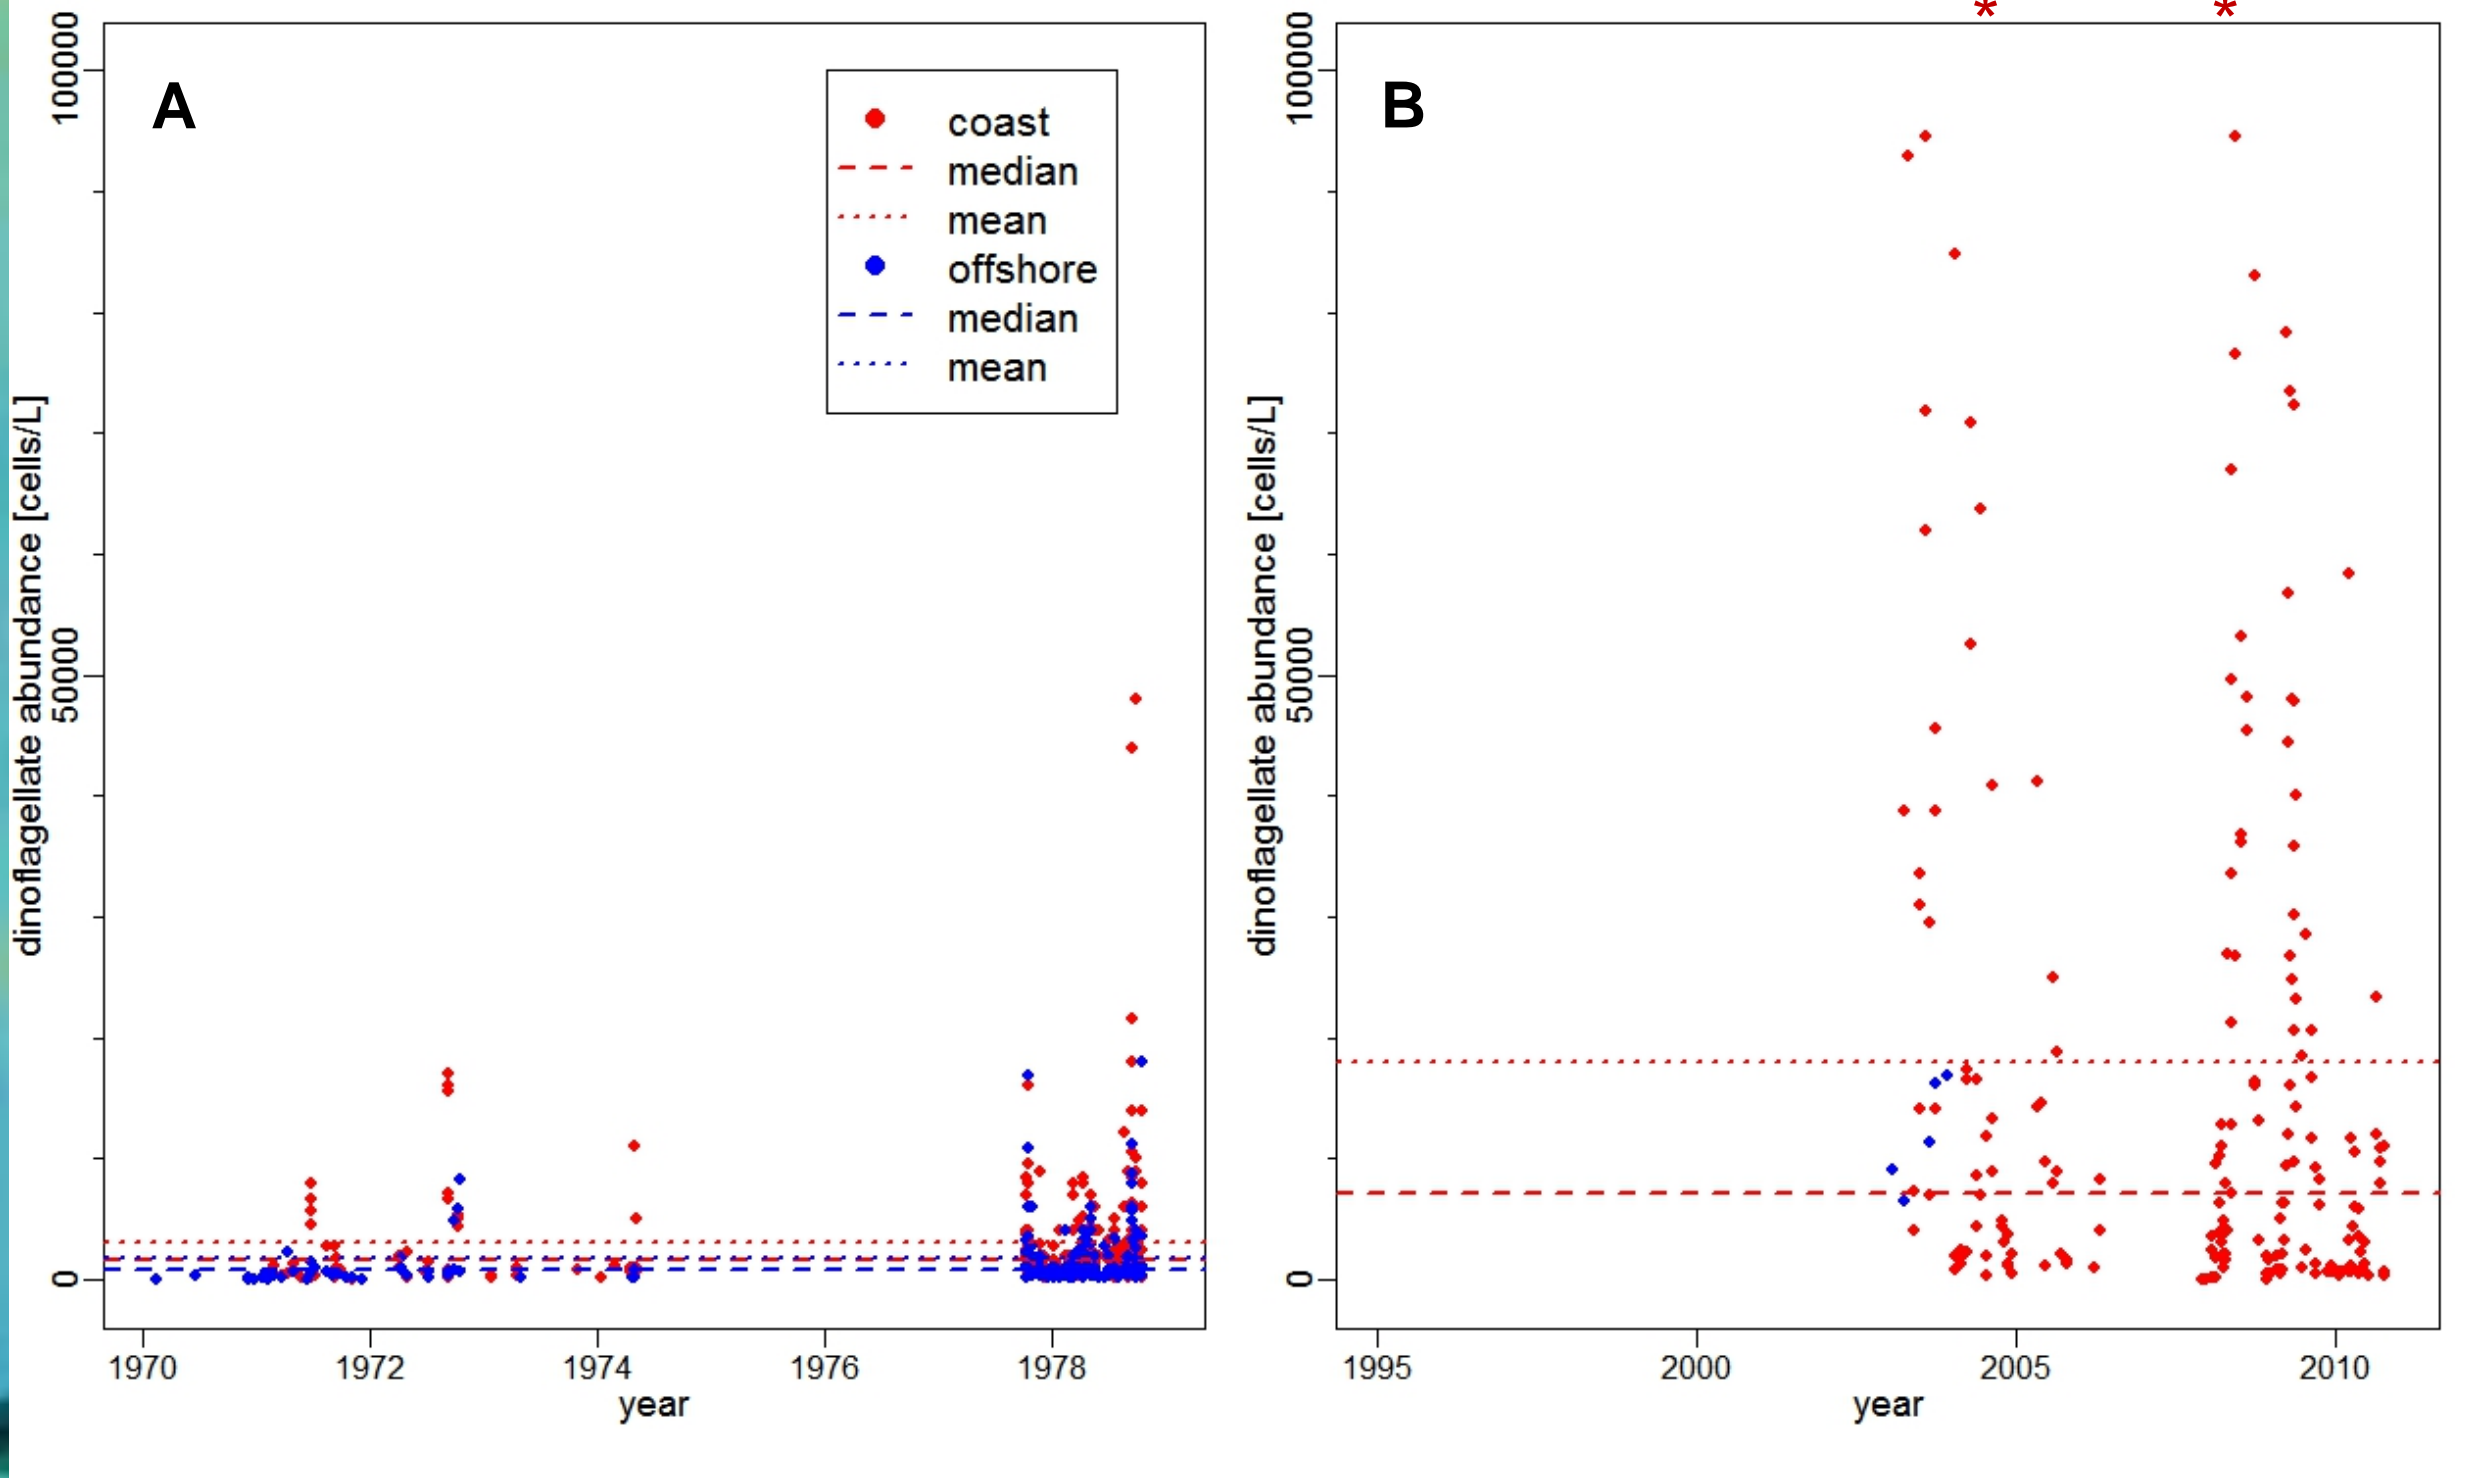 A
coast
median
mean
offshore
median
mean
dinoflagellate abundance [cells/L]
100000
50000
0
1970 1972 1974 1976 1978
year
* *
B
dinoflagellate abundance [cells/L]
100000
50000
0
1995 2000 2005 2010
year